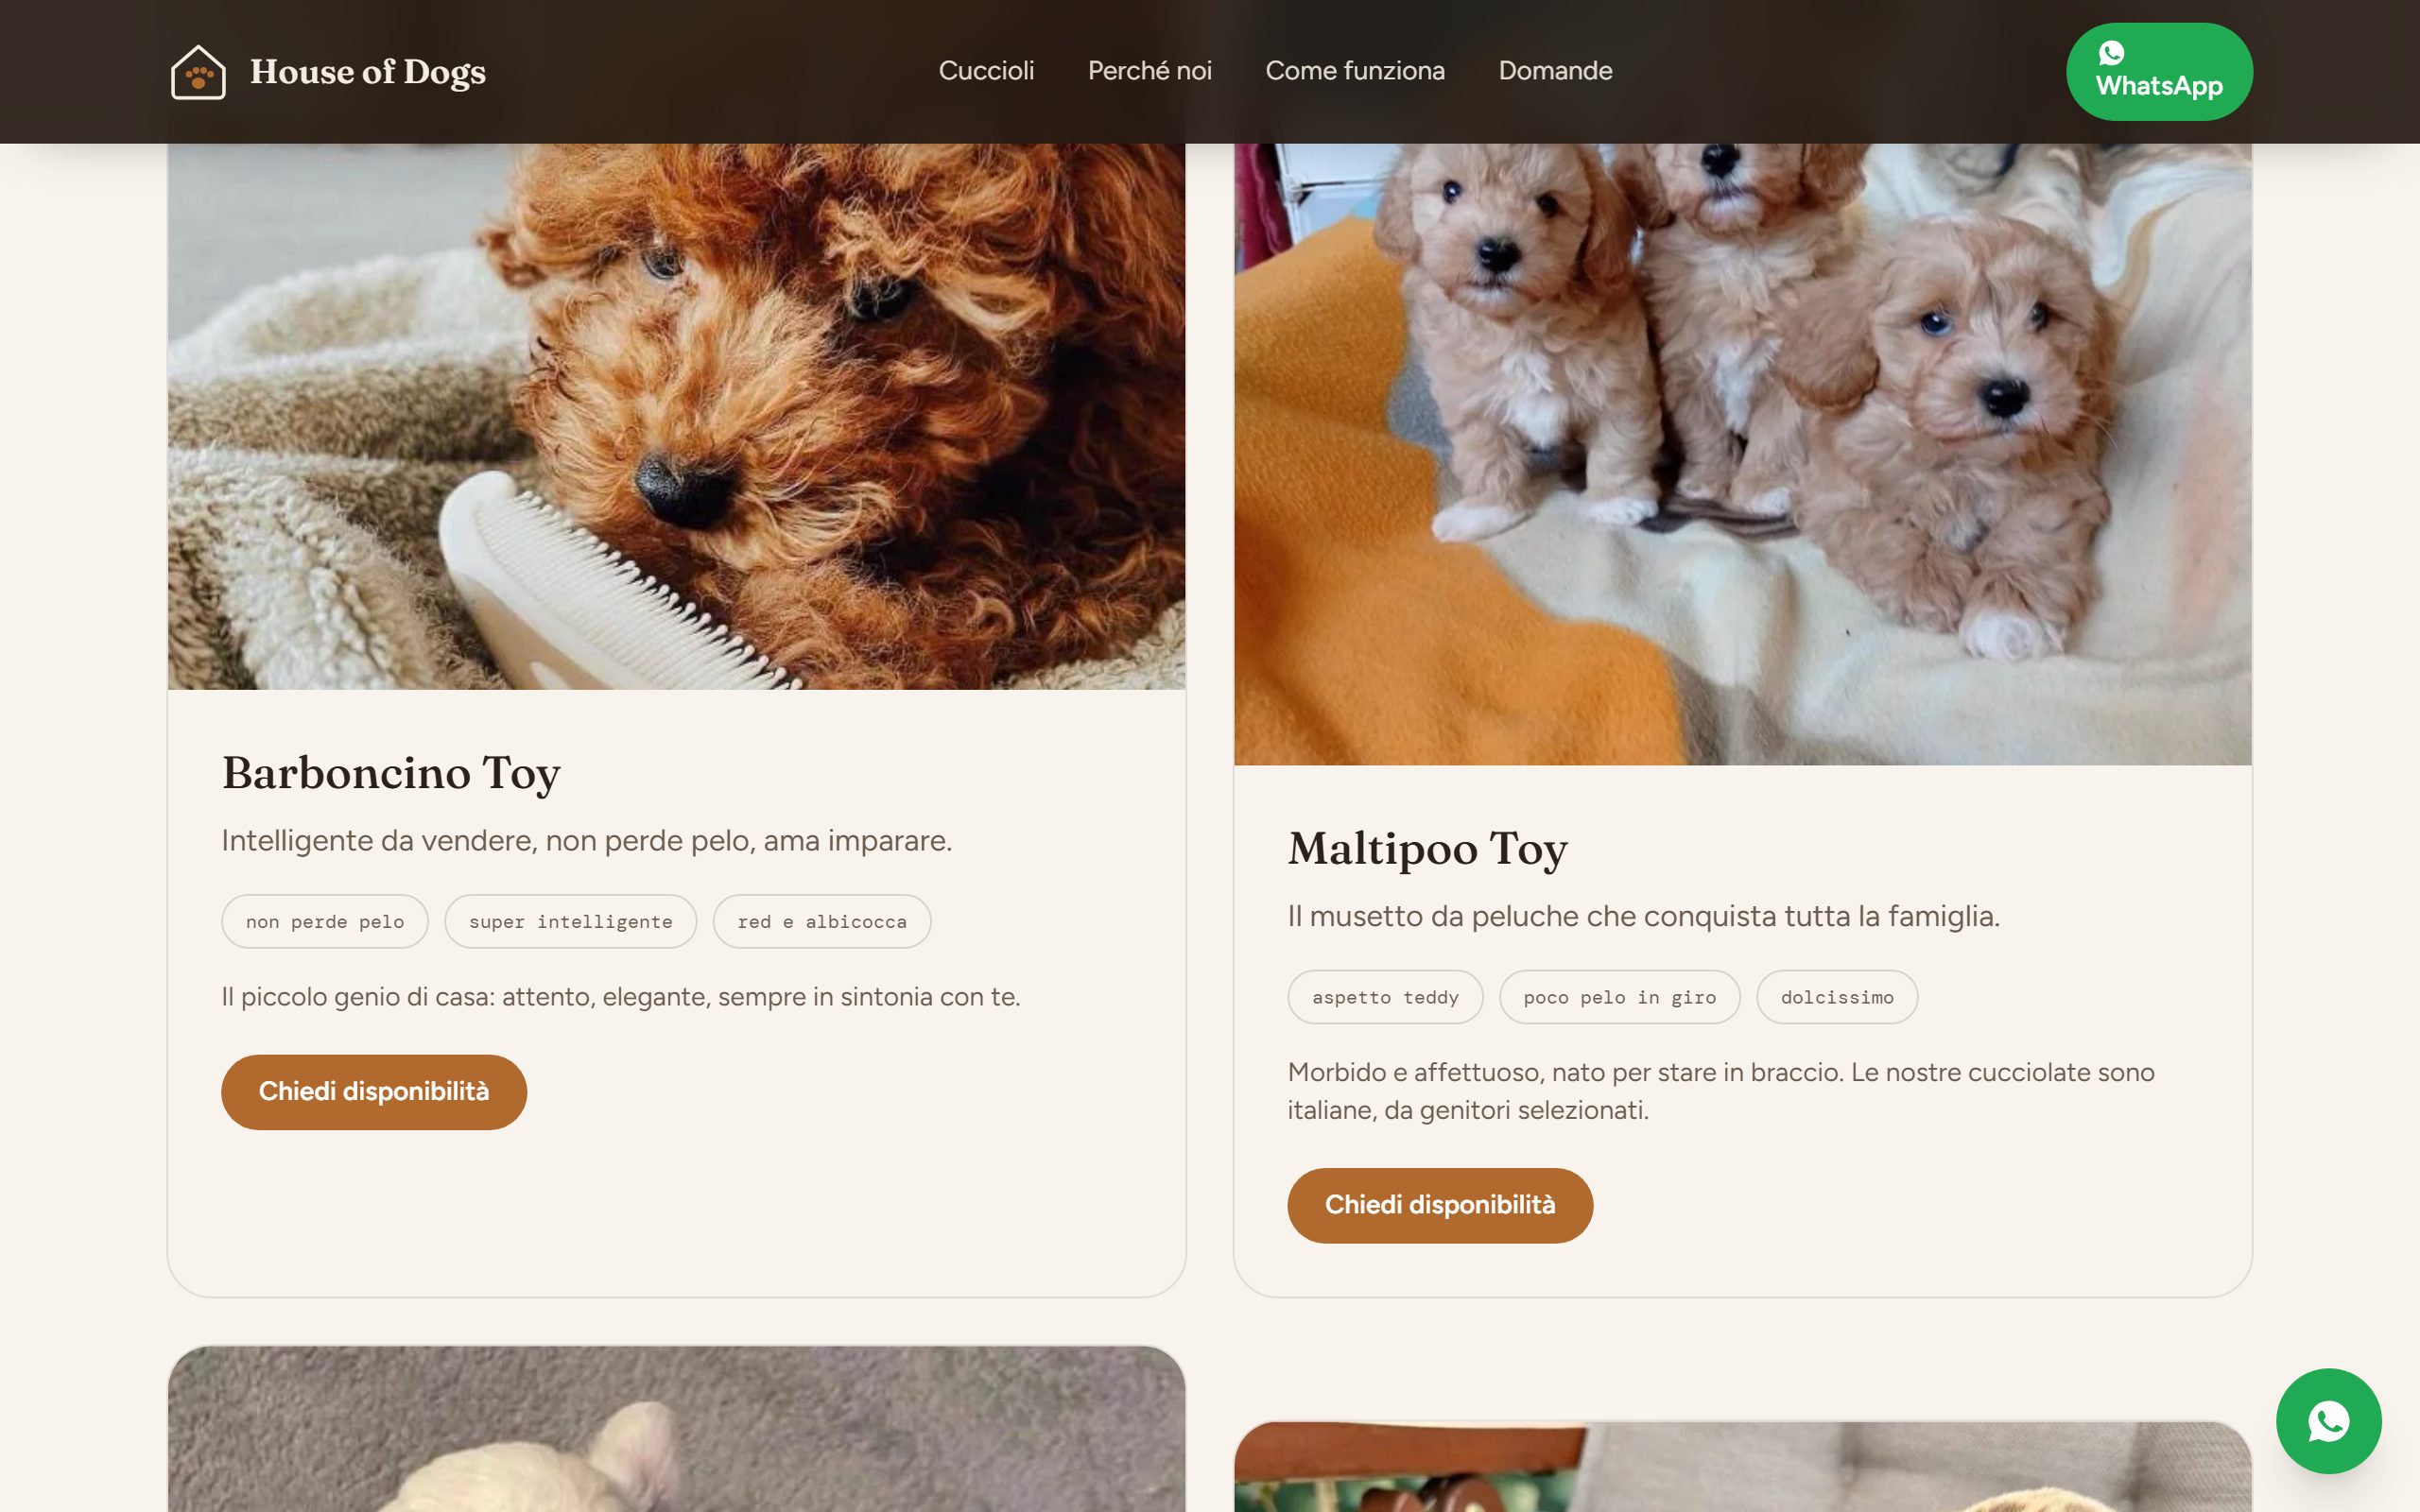 House of Dogs
Cuccioli
Perché noi
Come funziona
Domande
WhatsApp
Barboncino Toy
Intelligente da vendere, non perde pelo, ama imparare.
non perde pelo
super intelligente
red e albicocca
Il piccolo genio di casa: attento, elegante, sempre in sintonia con te.
Chiedi disponibilità
Maltipoo Toy
Il musetto da peluche che conquista tutta la famiglia.
aspetto teddy
poco pelo in giro
dolcissimo
Morbido e affettuoso, nato per stare in braccio. Le nostre cucciolate sono
italiane, da genitori selezionati.
Chiedi disponibilità